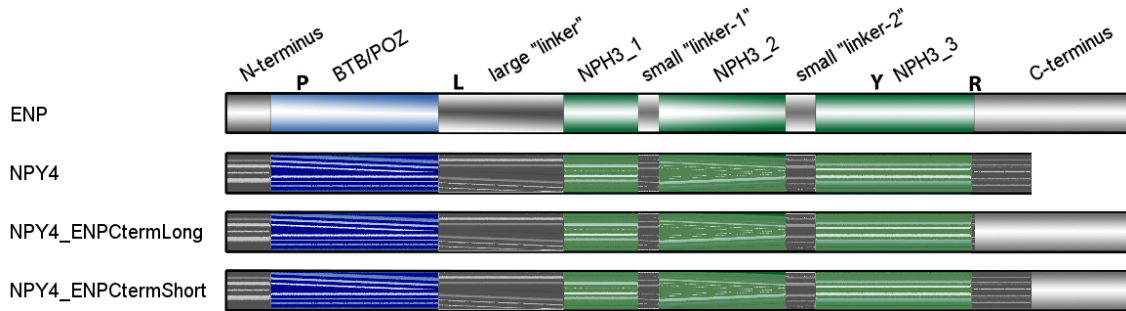 N-terminus BTB/POZ large "linker" NPH3_1 small "linker-1" NPH3_2 small "linker-2" NPH3_3 C-terminus
P L Y R
ENP
NPY4
NPY4_ENPCtermLong
NPY4_ENPCtermShort